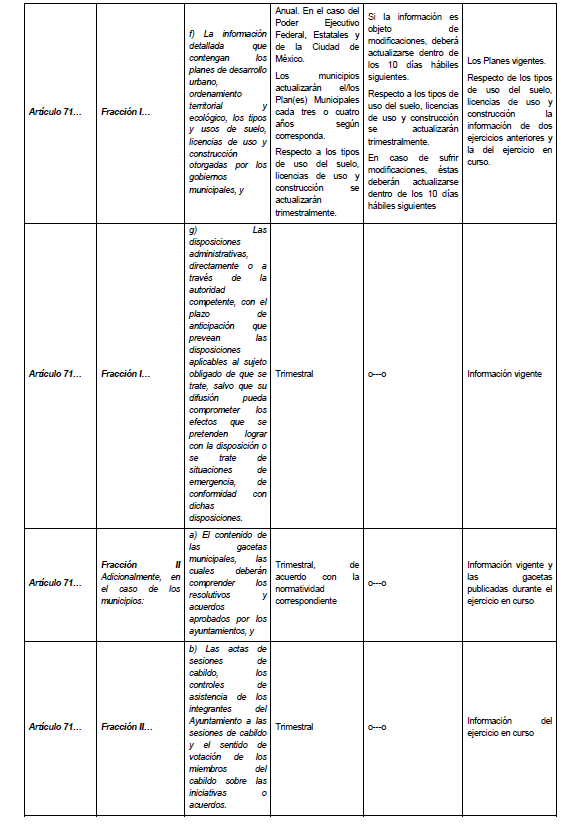 Artículo 71...
Fracción I...
f) La información
detallada que
contengan los
planes de desarrollo
urbano,
ordenamiento
territorial y
ecológico, los tipos
y usos de suelo,
licencias de uso y
construcción
otorgadas por los
gobiernos
municipales, y
Anual. En el caso del
Poder Ejecutivo
Federal, Estatales y
de la Ciudad de
México.
Los municipios
actualizarán el/los
Plan(es) Municipales
cada tres o cuatro
años según
corresponda.
Respecto a los tipos
de uso del suelo,
licencias de uso y
construcción se
actualizarán
trimestralmente.
Si la información es
objeto de
modificaciones, deberá
actualizarse dentro de
los 10 días hábiles
siguientes.
Respecto a los tipos de
uso del suelo, licencias
de uso y construcción
se actualizarán
trimestralmente.
En caso de sufrir
modificaciones, éstas
deberán actualizarse
dentro de los 10 días
hábiles siguientes
Los Planes vigentes.
Respecto de los tipos
de uso del suelo,
licencias de uso y
construcción la
información de dos
ejercicios anteriores y
la del ejercicio en
curso.
Artículo 71...
Fracción I...
g) Las
disposiciones
administrativas,
directamente o a
través de la
autoridad
competente, con el
plazo de
anticipación que
prevean las
disposiciones
aplicables al sujeto
obligado de que se
trate, salvo que su
difusión pueda
comprometer los
efectos que se
pretenden lograr
con la disposición o
se trate de
situaciones de
emergencia, de
conformidad con
dichas
disposiciones.
Trimestral
o---o
Información vigente
Artículo 71...
Fracción II
Adicionalmente, en
el caso de los
municipios:
a) El contenido de
las gacetas
municipales, las
cuales deberán
comprender los
resolutivos y
acuerdos
aprobados por los
ayuntamientos, y
Trimestral, de
acuerdo con la
normatividad
correspondiente
o---o
Información vigente y
las gacetas
publicadas durante el
ejercicio en curso
Artículo 71...
Fracción II...
b) Las actas de
sesiones de
cabildo, los
controles de
asistencia de los
integrantes del
Ayuntamiento a las
sesiones de cabildo
y el sentido de
votación de los
miembros del
cabildo sobre las
iniciativas o
acuerdos.
Trimestral
o---o
Información del
ejercicio en curso